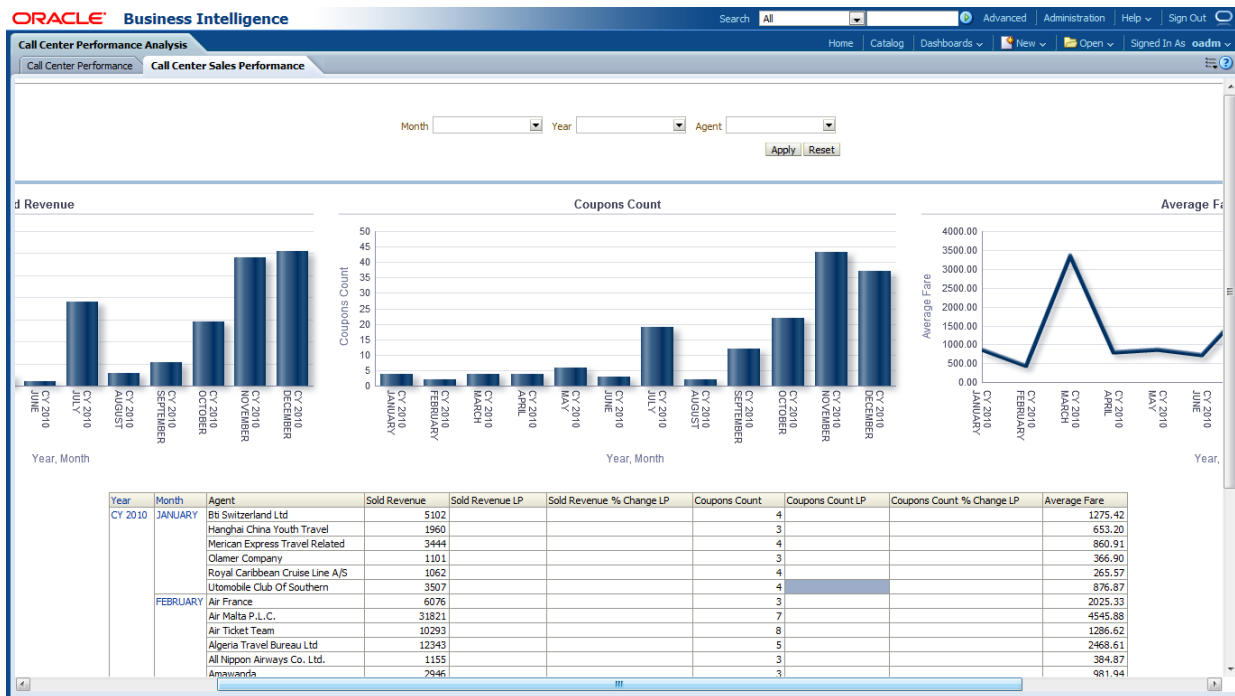 ORACLE Business Intelligence
Search All Advanced Administration Help Sign Out
Call Center Performance Analysis
Home Catalog Dashboards New Open Signed In As oadm
Call Center Performance Call Center Sales Performance
Month Year Agent
Apply Reset
d Revenue
JUNE CY 2010
JULY CY 2010
AUGUST CY 2010
SEPTEMBER CY 2010
OCTOBER CY 2010
NOVEMBER CY 2010
DECEMBER CY 2010
Year, Month
Coupons Count
Coupons Count
50
45
40
35
30
25
20
15
10
5
0
CY 2010 JANUARY
CY 2010 FEBRUARY
CY 2010 MARCH
CY 2010 APRIL
CY 2010 MAY
CY 2010 JUNE
CY 2010 JULY
CY 2010 AUGUST
CY 2010 SEPTEMBER
CY 2010 OCTOBER
CY 2010 NOVEMBER
CY 2010 DECEMBER
Year, Month
Average Fa
Average Fare
4000.00
3500.00
3000.00
2500.00
2000.00
1500.00
1000.00
500.00
0.00
CY 2010 JANUARY
CY 2010 FEBRUARY
CY 2010 MARCH
CY 2010 APRIL
CY 2010 MAY
CY 2010 JUNE
Year,
Year Month Agent Sold Revenue Sold Revenue LP Sold Revenue % Change LP Coupons Count Coupons Count LP Coupons Count % Change LP Average Fare
CY 2010 JANUARY Bti Switzerland Ltd 5102 4 1275.42
Hanghai China Youth Travel 1960 3 653.20
Merican Express Travel Related 3444 4 860.91
Olamer Company 1101 3 366.90
Royal Caribbean Cruise Line A/S 1062 4 265.57
Utomobile Club Of Southern 3507 4 876.87
FEBRUARY Air France 6076 3 2025.33
Air Malta P.L.C. 31821 7 4545.88
Air Ticket Team 10293 8 1286.62
Algeria Travel Bureau Ltd 12343 5 2468.61
All Nippon Airways Co. Ltd. 1155 3 384.87
Amawanda 2946 3 981.94